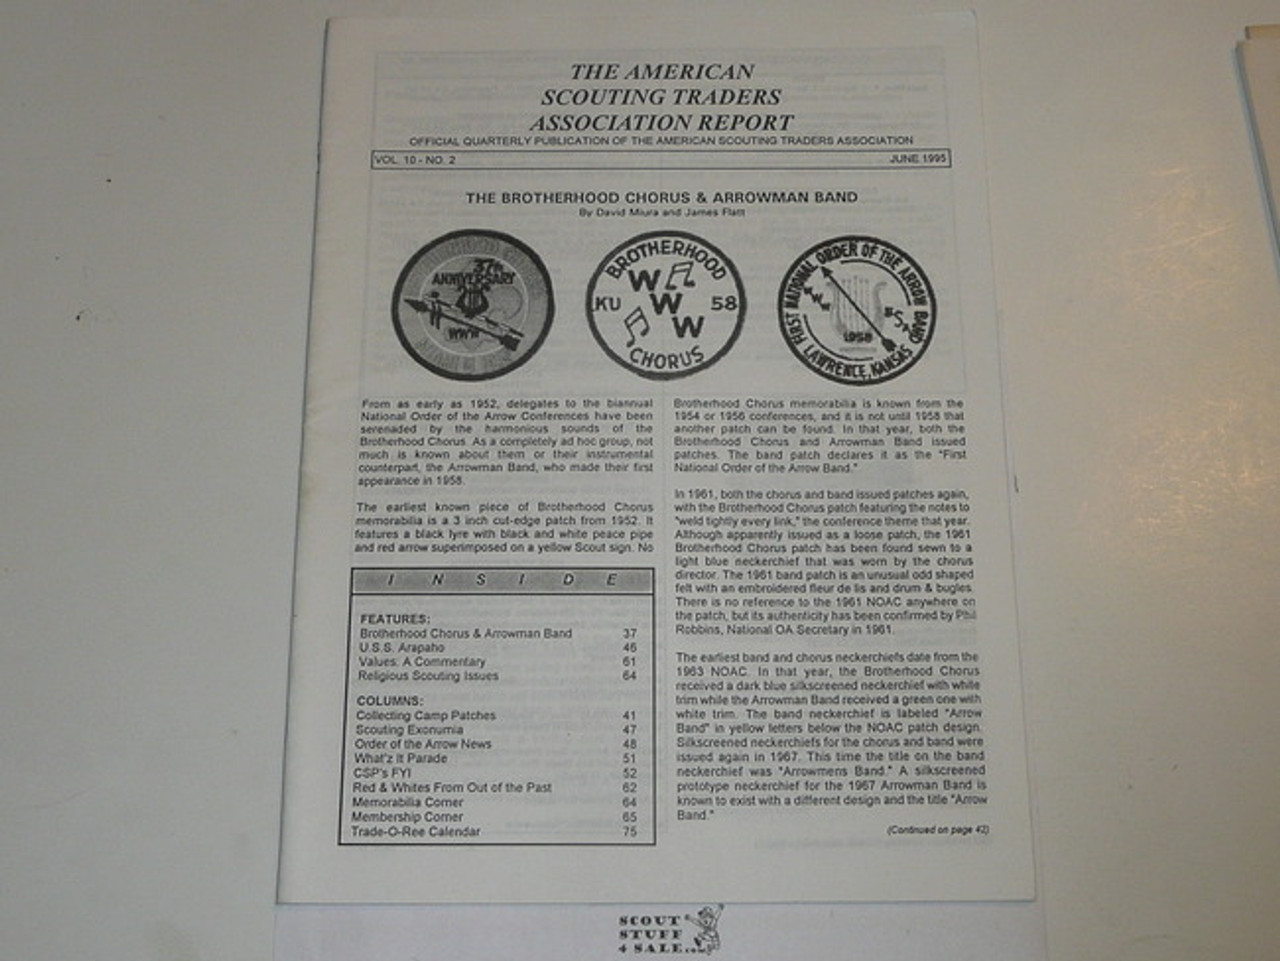 THE AMERICAN
SCOUTING TRADERS
ASSOCIATION REPORT
OFFICIAL QUARTERLY PUBLICATION OF THE AMERICAN SCOUTING TRADERS ASSOCIATION
VOL. 10 - NO. 2
JUNE 1995
THE BROTHERHOOD CHORUS & ARROWMAN BAND
By David Miura and James Flatt
37th
ANNIVERSARY
WWW
BROTHERHOOD
W
KU W 58
W
CHORUS
FIRST NATIONAL ORDER OF THE ARROW BAND
WWW
BSA
1958
LAWRENCE, KANSAS
From as early as 1952, delegates to the biannual
National Order of the Arrow Conferences have been
serenaded by the harmonious sounds of the
Brotherhood Chorus. As a completely ad hoc group, not
much is known about them or their instrumental
counterpart, the Arrowman Band, who made their first
appearance in 1958.
The earliest known piece of Brotherhood Chorus
memorabilia is a 3 inch cut-edge patch from 1952. It
features a black lyre with black and white peace pipe
and red arrow superimposed on a yellow Scout sign. No
I N S I D E
FEATURES:
Brotherhood Chorus & Arrowman Band 37
U.S.S. Arapaho 46
Values: A Commentary 61
Religious Scouting Issues 64
COLUMNS:
Collecting Camp Patches 41
Scouting Exonumia 47
Order of the Arrow News 48
What'z It Parade 51
CSP's FYI 52
Red & Whites From Out of the Past 62
Memorabilia Corner 64
Membership Corner 65
Trade-O-Ree Calendar 75
Brotherhood Chorus memorabilia is known from the
1954 or 1956 conferences, and it is not until 1958 that
another patch can be found. In that year, both the
Brotherhood Chorus and Arrowman Band issued
patches. The band patch declares it as the "First
National Order of the Arrow Band."
In 1961, both the chorus and band issued patches again,
with the Brotherhood Chorus patch featuring the notes to
"weld tightly every link," the conference theme that year.
Although apparently issued as a loose patch, the 1961
Brotherhood Chorus patch has been found sewn to a
light blue neckerchief that was worn by the chorus
director. The 1961 band patch is an unusual odd shaped
felt with an embroidered fleur de lis and drum & bugles.
There is no reference to the 1961 NOAC anywhere on
the patch, but its authenticity has been confirmed by Phil
Robbins, National OA Secretary in 1961.
The earliest band and chorus neckerchiefs date from the
1963 NOAC. In that year, the Brotherhood Chorus
received a dark blue silkscreened neckerchief with white
trim while the Arrowman Band received a green one with
white trim. The band neckerchief is labeled "Arrow
Band" in yellow letters below the NOAC patch design.
Silkscreened neckerchiefs for the chorus and band were
issued again in 1967. This time the title on the band
neckerchief was "Arrowmens Band." A silkscreened
prototype neckerchief for the 1967 Arrowman Band is
known to exist with a different design and the title "Arrow
Band."
(Continued on page 42)
SCOUT
STUFF
4 SALE.com